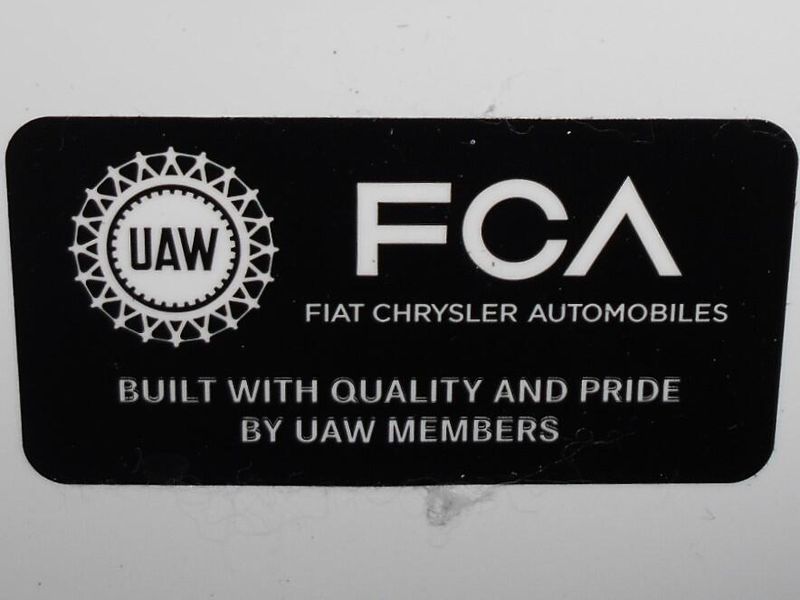 UAW
FCA
FIAT CHRYSLER AUTOMOBILES
BUILT WITH QUALITY AND PRIDE
BY UAW MEMBERS